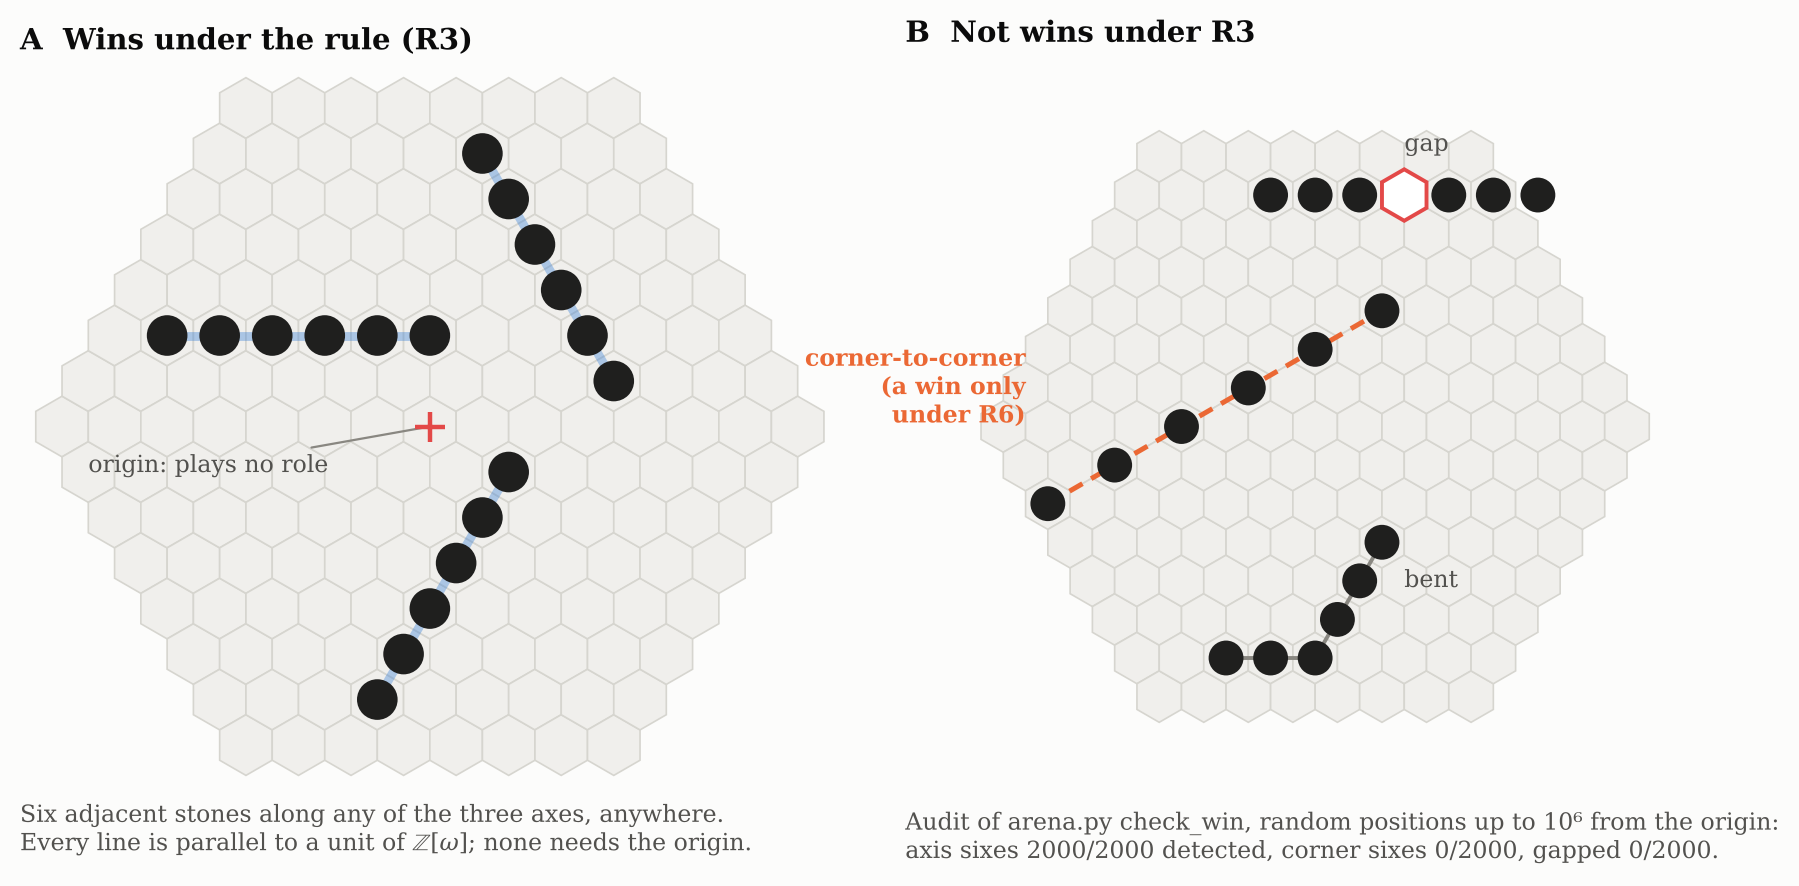 A Wins under the rule (R3)
origin: plays no role
Six adjacent stones along any of the three axes, anywhere.
Every line is parallel to a unit of ℤ[ω]; none needs the origin.
B Not wins under R3
gap
corner-to-corner
(a win only
under R6)
bent
Audit of arena.py check_win, random positions up to 10⁶ from the origin:
axis sixes 2000/2000 detected, corner sixes 0/2000, gapped 0/2000.